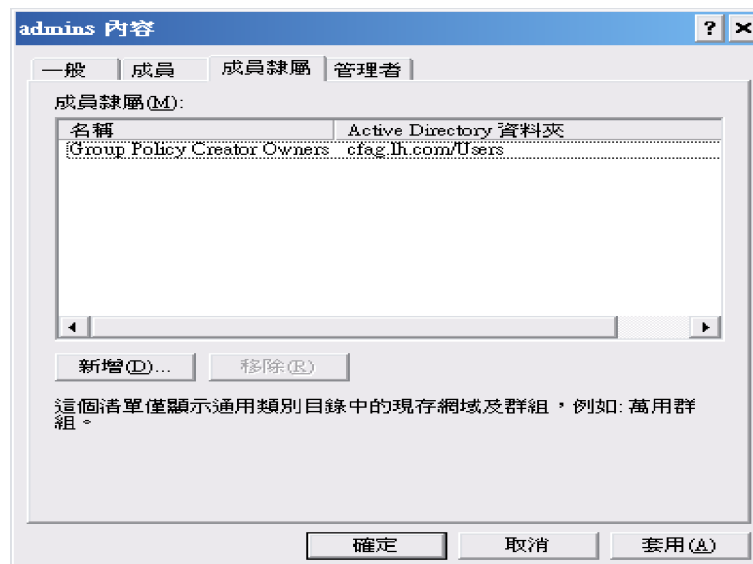 admins 內容
一般 成員 成員隸屬 管理者
成員隸屬(M):
名稱 Active Directory 資料夾
Group Policy Creator Owners cfag.lh.com/Users
新增(D)... 移除(R)
這個清單僅顯示通用類別目錄中的現存網域及群組，例如: 萬用群
組。
確定 取消 套用(A)